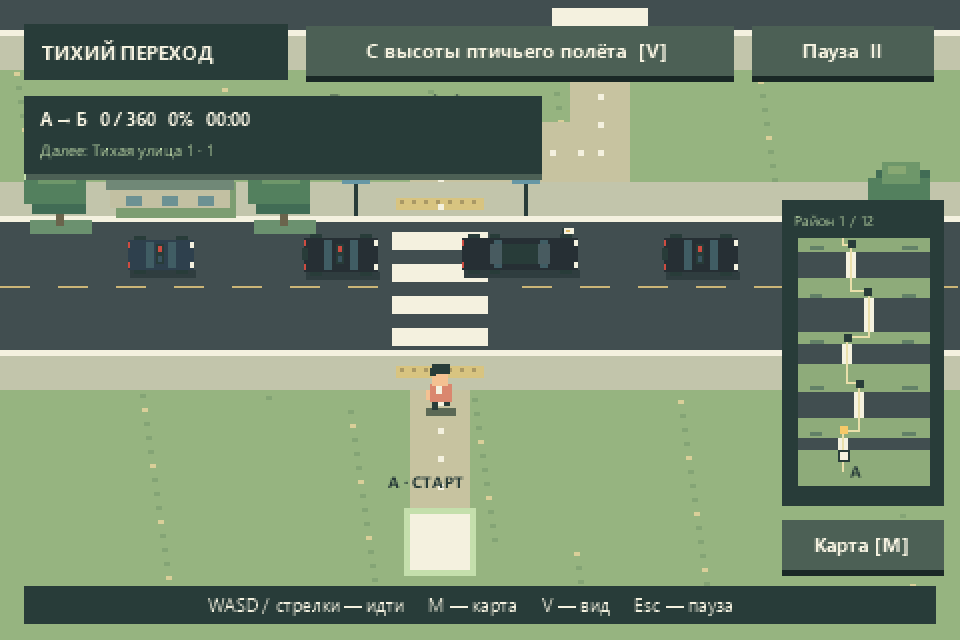 ТИХИЙ ПЕРЕХОД
С высоты птичьего полёта [V]
Пауза II
А — Б 0 / 360 0% 00:00
Далее: Тихая улица 1 · 1
Район 1 / 12
А
А · СТАРТ
Карта [M]
WASD / стрелки — идти M — карта V — вид Esc — пауза